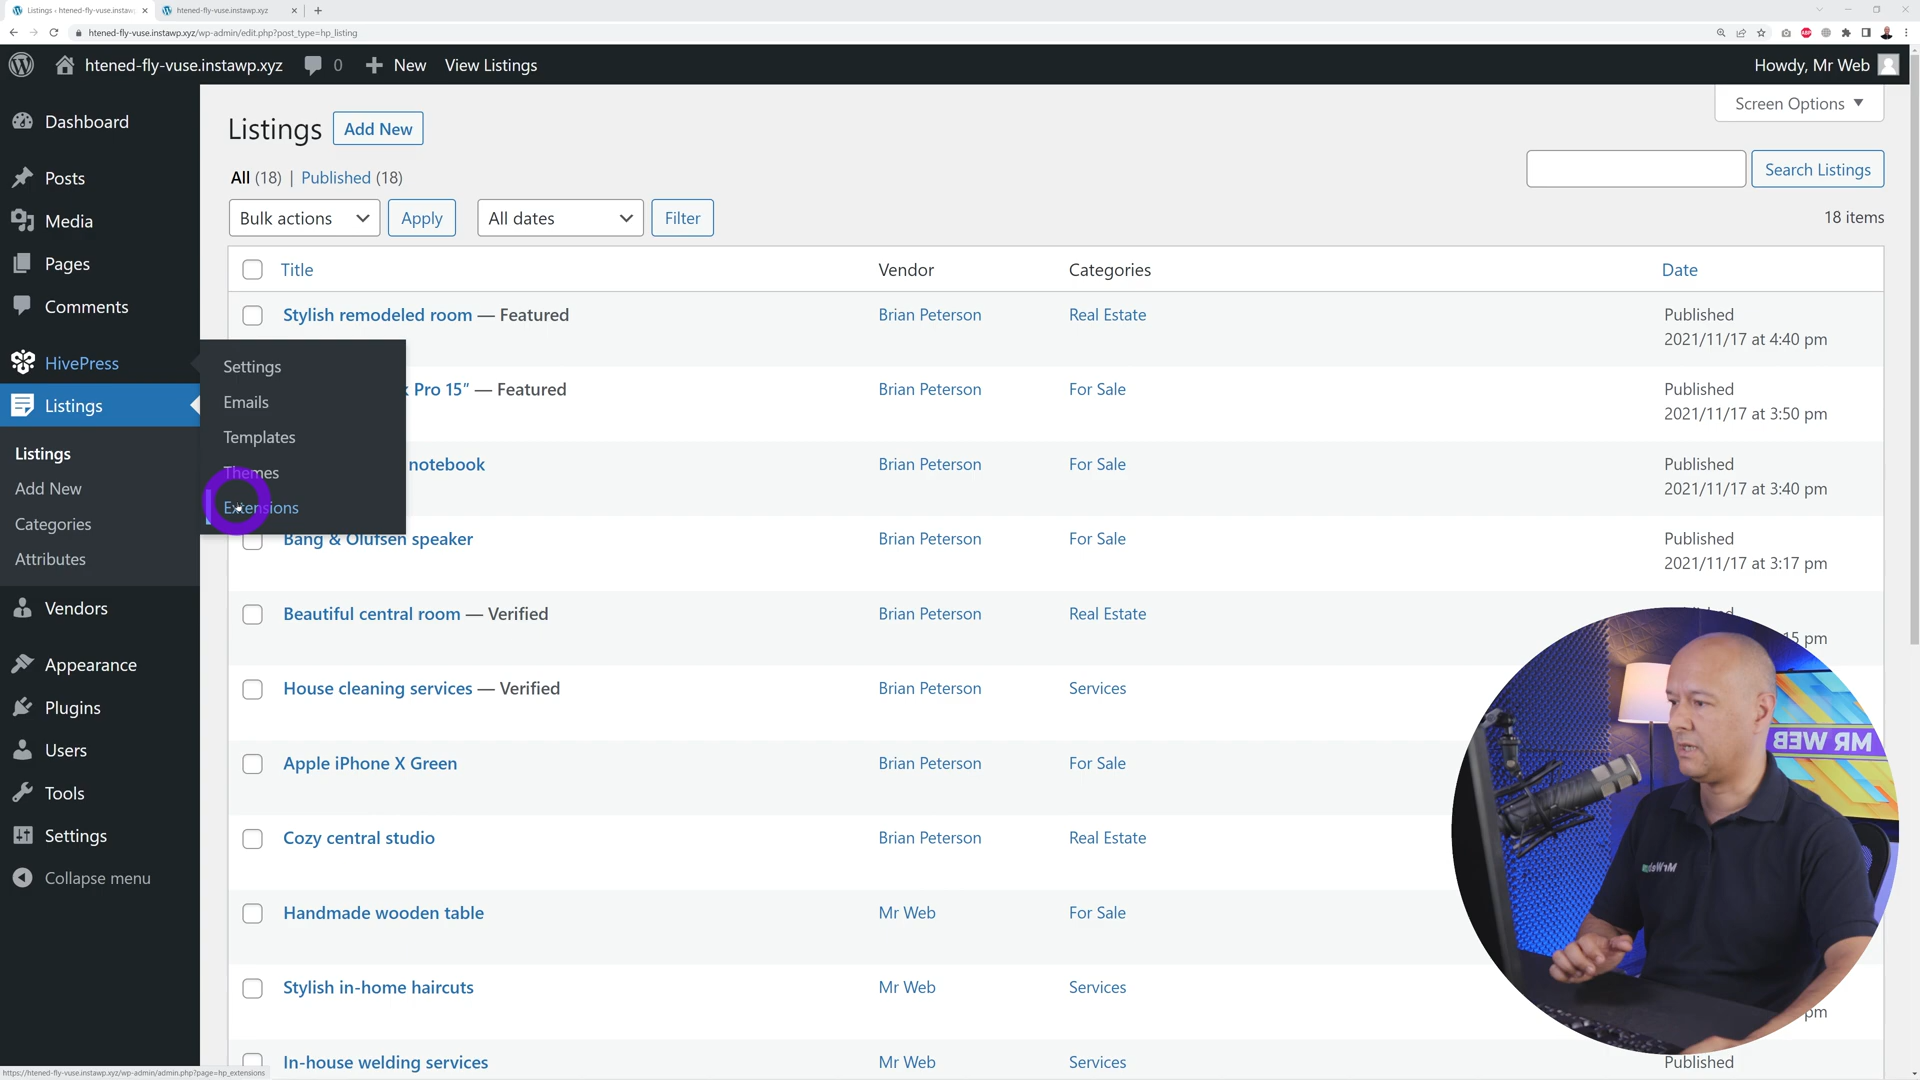 Listings ‹ htened-fly-vuse.instawp
htened-fly-vuse.instawp.xyz
htened-fly-vuse.instawp.xyz/wp-admin/edit.php?post_type=hp_listing
htened-fly-vuse.instawp.xyz 0 New View Listings Howdy, Mr Web
Screen Options
Dashboard
Posts
Media
Pages
Comments
HivePress
Listings
Listings
Add New
Categories
Attributes
Vendors
Appearance
Plugins
Users
Tools
Settings
Collapse menu
Settings
Emails
Templates
Themes
Extensions
Listings Add New
All (18) | Published (18)
Search Listings
Bulk actions Apply All dates Filter 18 items
Title Vendor Categories Date
Stylish remodeled room — Featured Brian Peterson Real Estate Published
2021/11/17 at 4:40 pm
Pro 15” — Featured Brian Peterson For Sale Published
2021/11/17 at 3:50 pm
notebook Brian Peterson For Sale Published
2021/11/17 at 3:40 pm
Bang & Olufsen speaker Brian Peterson For Sale Published
2021/11/17 at 3:17 pm
Beautiful central room — Verified Brian Peterson Real Estate
pm
House cleaning services — Verified Brian Peterson Services
Apple iPhone X Green Brian Peterson For Sale
Cozy central studio Brian Peterson Real Estate
Handmade wooden table Mr Web For Sale
Stylish in-home haircuts Mr Web Services
pm
In-house welding services Mr Web Services Published
MR WEB
MrWeb
https://htened-fly-vuse.instawp.xyz/wp-admin/admin.php?page=hp_extensions